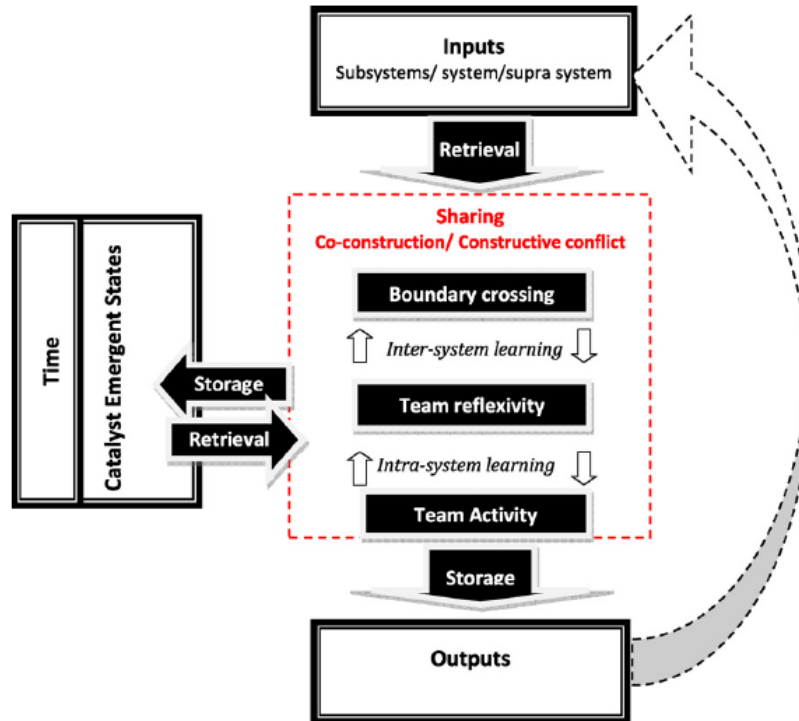 Inputs
Subsystems/ system/supra system
Retrieval
Sharing
Co-construction/ Constructive conflict
Boundary crossing
Inter-system learning
Time
Catalyst Emergent States
Storage
Team reflexivity
Retrieval
Intra-system learning
Team Activity
Storage
Outputs